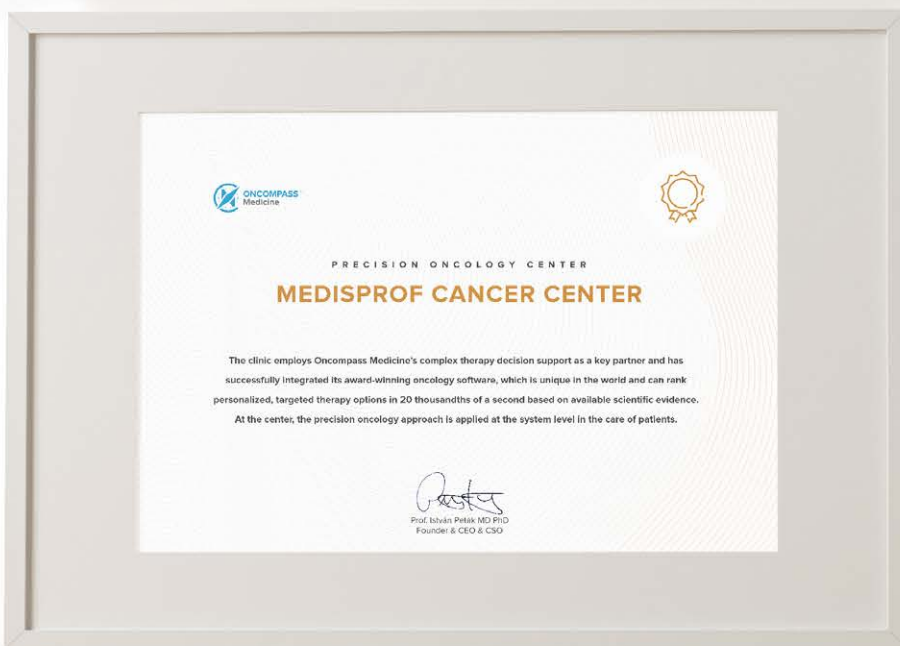 ONCOMPASS
Medicine
PRECISION ONCOLOGY CENTER
MEDISPROF CANCER CENTER
The clinic employs Oncompass Medicine's complex therapy decision support as a key partner and has
successfully integrated its award-winning oncology software, which is unique in the world and can rank
personalized, targeted therapy options in 20 thousandths of a second based on available scientific evidence.
At the center, the precision oncology approach is applied at the system level in the care of patients.
Prof. István Peták MD PhD
Founder & CEO & CSO